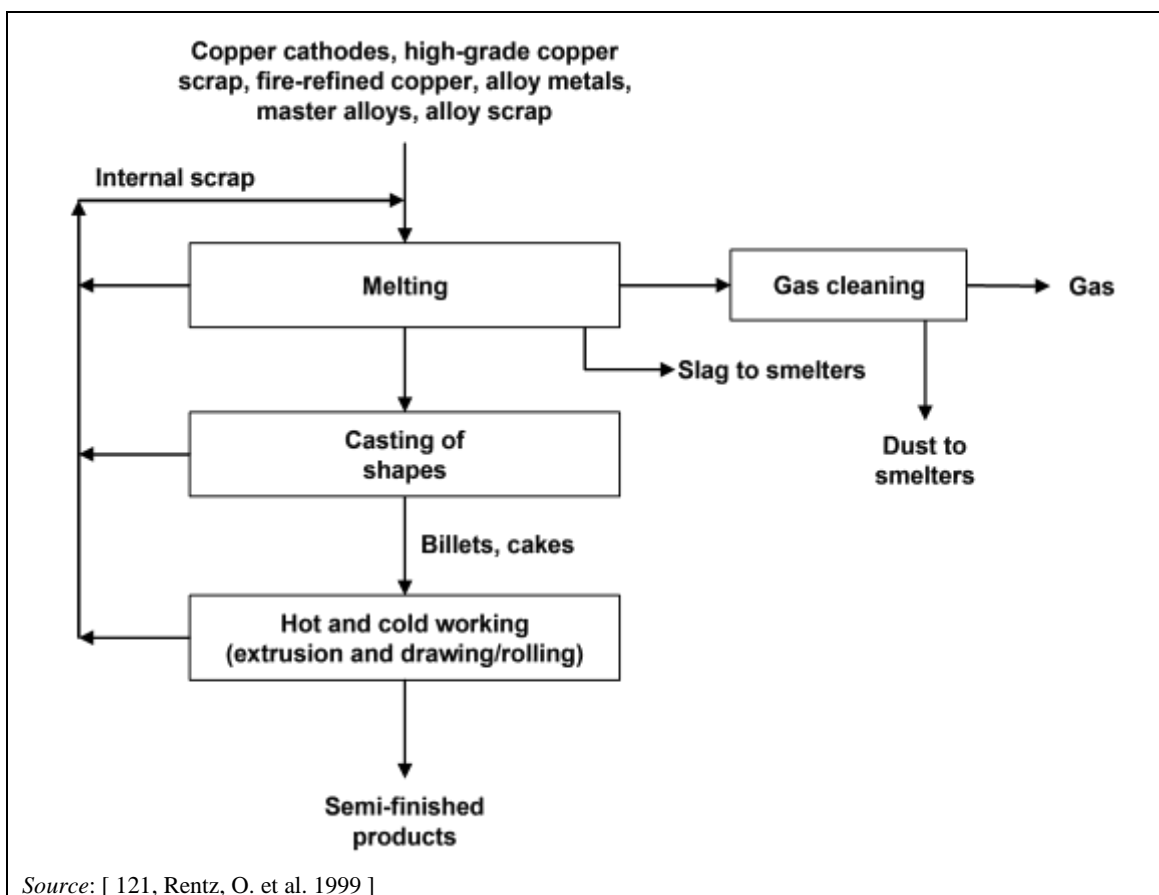 Copper cathodes, high-grade copper
scrap, fire-refined copper, alloy metals,
master alloys, alloy scrap
Internal scrap
Melting
Gas cleaning
Gas
Slag to smelters
Casting of
shapes
Dust to
smelters
Billets, cakes
Hot and cold working
(extrusion and drawing/rolling)
Semi-finished
products
Source: [ 121, Rentz, O. et al. 1999 ]